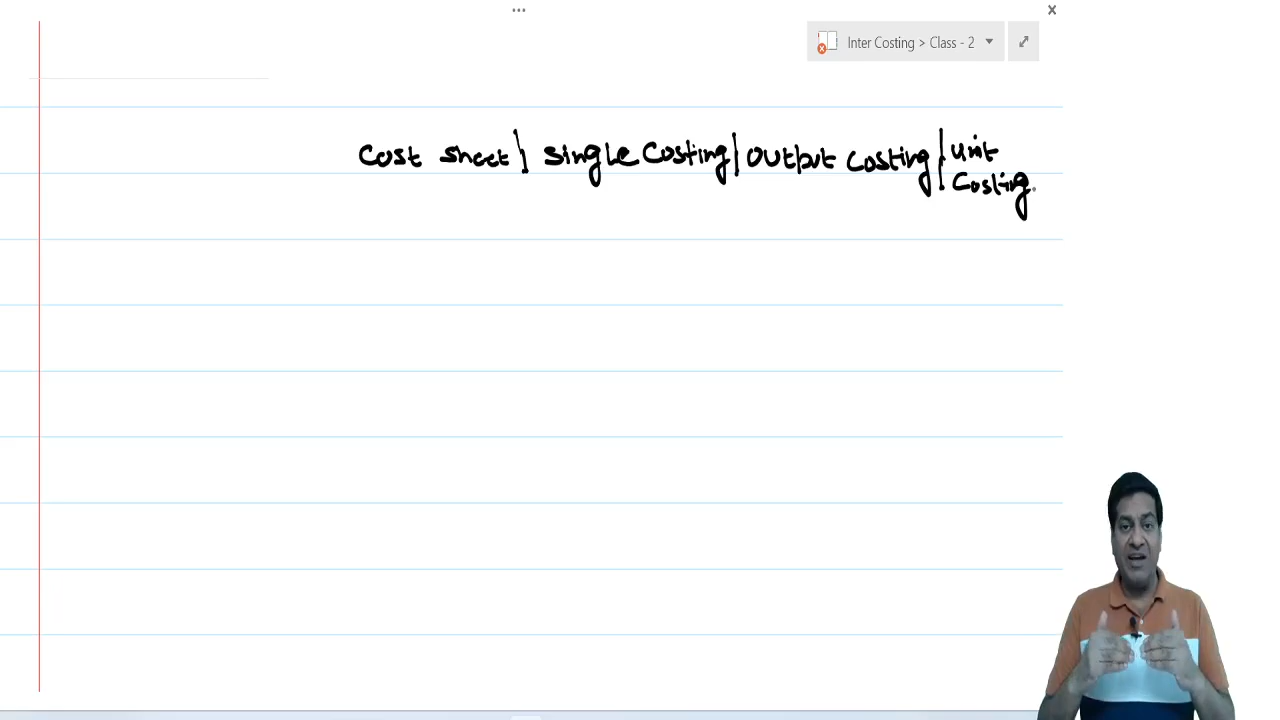 Inter Costing > Class - 2
Cost sheet | Single Costing | Output Costing | Unit
Costing